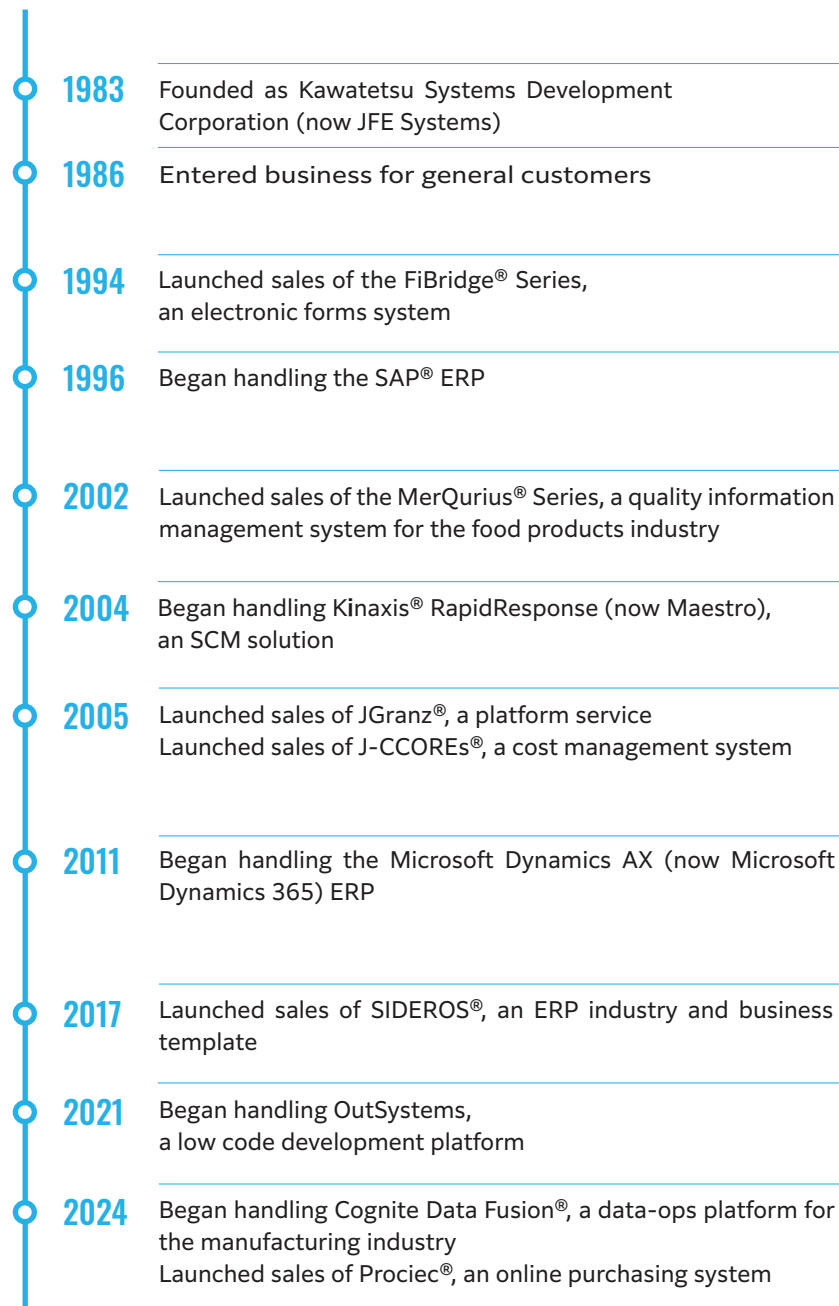 1983 Founded as Kawatetsu Systems Development
Corporation (now JFE Systems)
1986 Entered business for general customers
1994 Launched sales of the FiBridge® Series,
an electronic forms system
1996 Began handling the SAP® ERP
2002 Launched sales of the MerQurius® Series, a quality information
management system for the food products industry
2004 Began handling Kinaxis® RapidResponse (now Maestro),
an SCM solution
2005 Launched sales of JGranz®, a platform service
Launched sales of J-CCOREs®, a cost management system
2011 Began handling the Microsoft Dynamics AX (now Microsoft
Dynamics 365) ERP
2017 Launched sales of SIDEROS®, an ERP industry and business
template
2021 Began handling OutSystems,
a low code development platform
2024 Began handling Cognite Data Fusion®, a data-ops platform for
the manufacturing industry
Launched sales of Prociec®, an online purchasing system